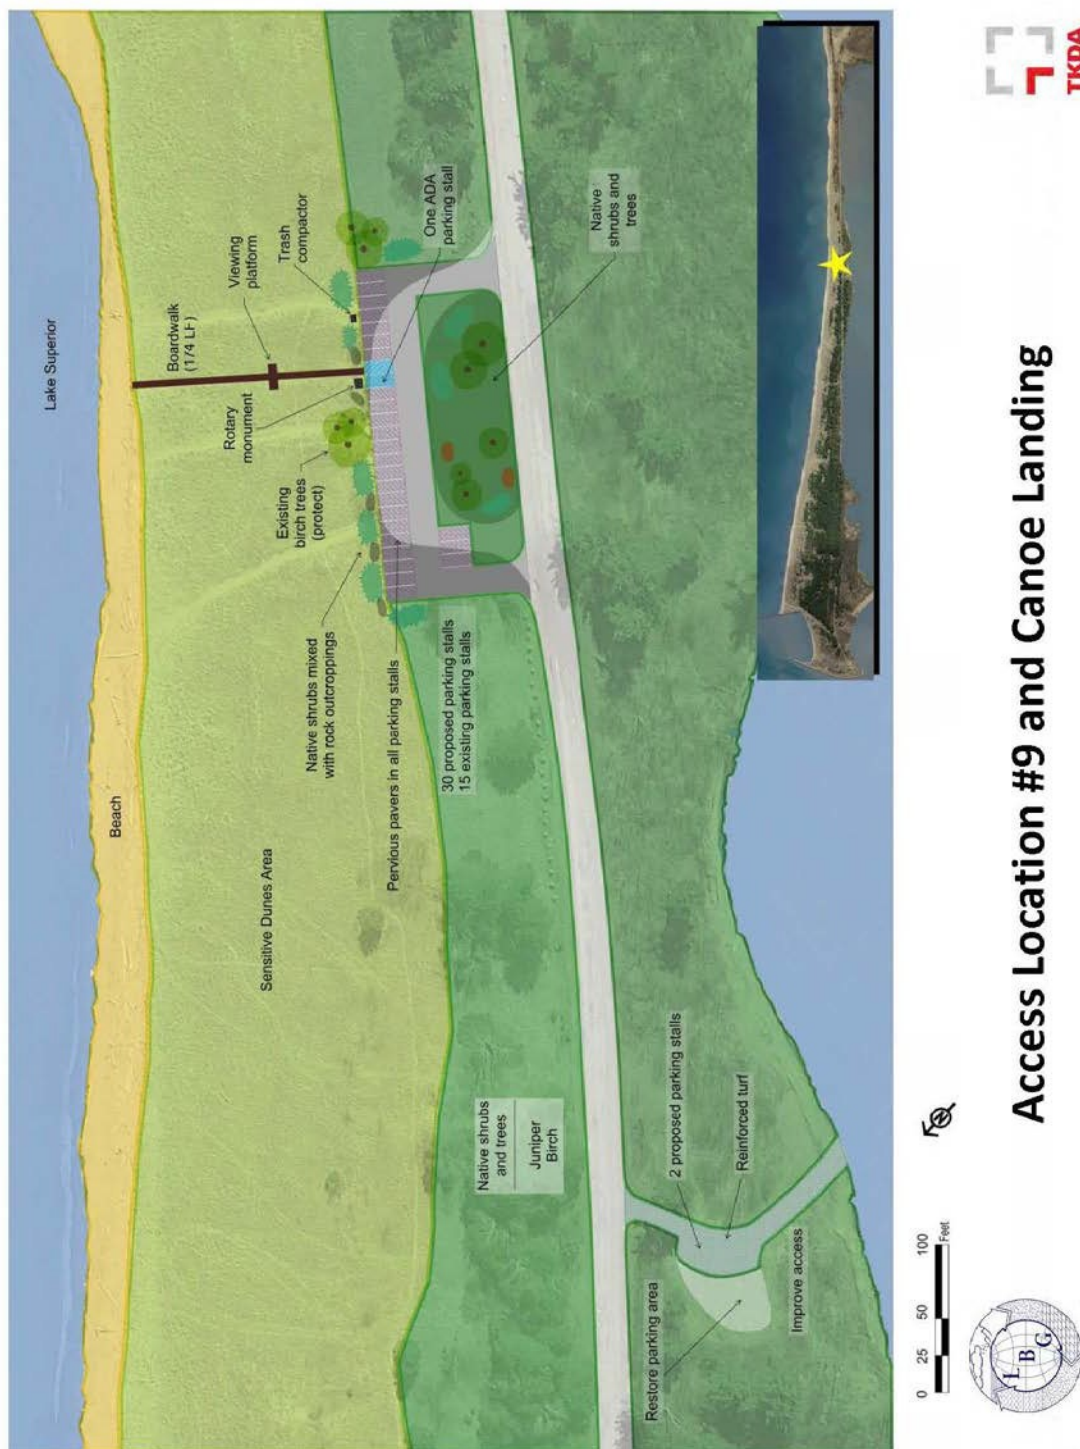 Lake Superior
Beach
Boardwalk
(174 LF)
Viewing
platform
Trash
compactor
Rotary
monument
Sensitive Dunes Area
Existing
birch trees
(protect)
Native shrubs mixed
with rock outcroppings
Pervious pavers in all parking stalls
One ADA
parking stall
30 proposed parking stalls
15 existing parking stalls
Native shrubs
and trees
Juniper
Birch
Native
shrubs and
trees
2 proposed parking stalls
Restore parking area
Reinforced turf
Improve access
0 25 50 100
Feet
N
LBG
Access Location #9 and Canoe Landing
TKDA